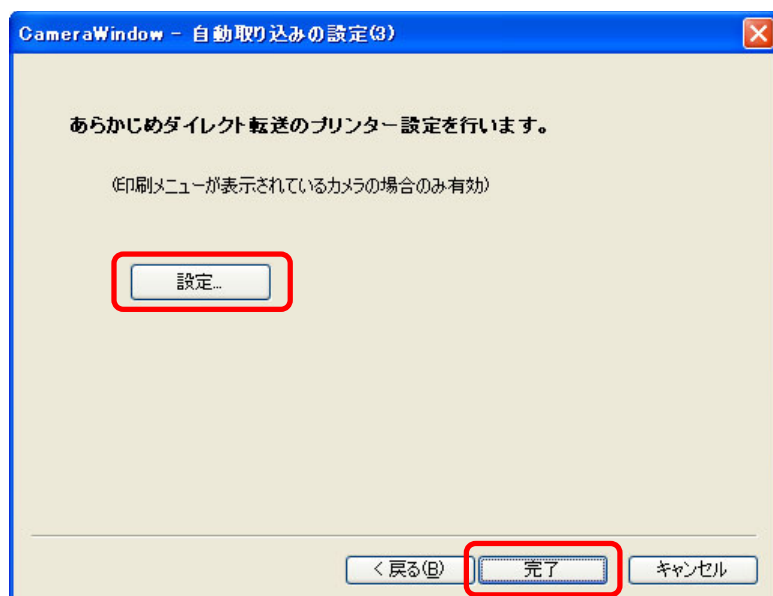 CameraWindow - 自動取り込みの設定(3)
あらかじめダイレクト転送のプリンター設定を行います。
(印刷メニューが表示されているカメラの場合のみ有効)
設定...
< 戻る(B)
完了
キャンセル